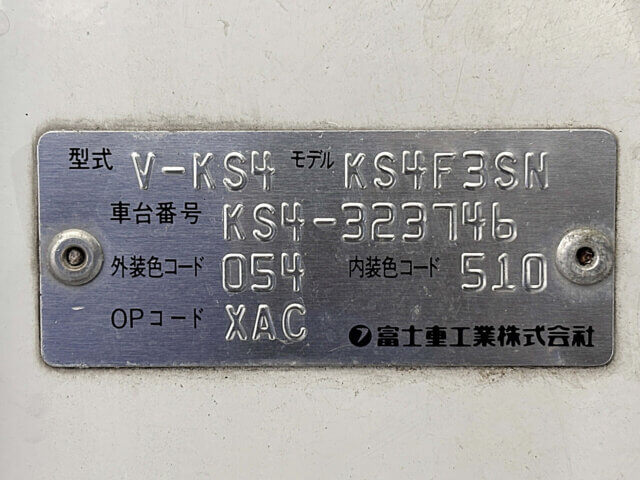 型式 V-KS4 モデル KS4F3SN
車台番号 KS4-323746
外装色コード 054 内装色コード 510
OPコード XAC フ富士重工業株式会社